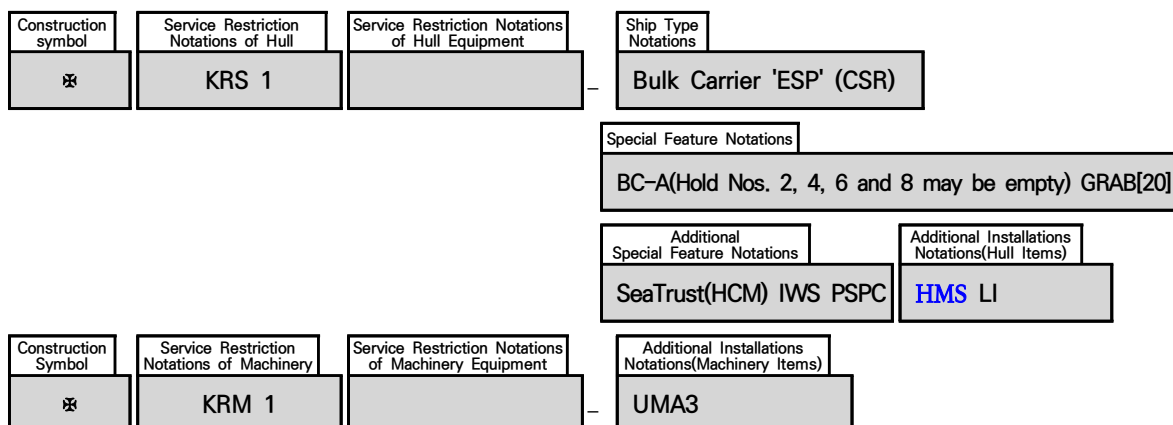 Construction symbol
Service Restriction Notations of Hull
Service Restriction Notations of Hull Equipment
Ship Type Notations
✠
KRS 1
–
Bulk Carrier 'ESP' (CSR)
Special Feature Notations
BC-A(Hold Nos. 2, 4, 6 and 8 may be empty) GRAB[20]
Additional Special Feature Notations
Additional Installations Notations(Hull Items)
SeaTrust(HCM) IWS PSPC
HMS LI
Construction Symbol
Service Restriction Notations of Machinery
Service Restriction Notations of Machinery Equipment
Additional Installations Notations(Machinery Items)
✠
KRM 1
–
UMA3